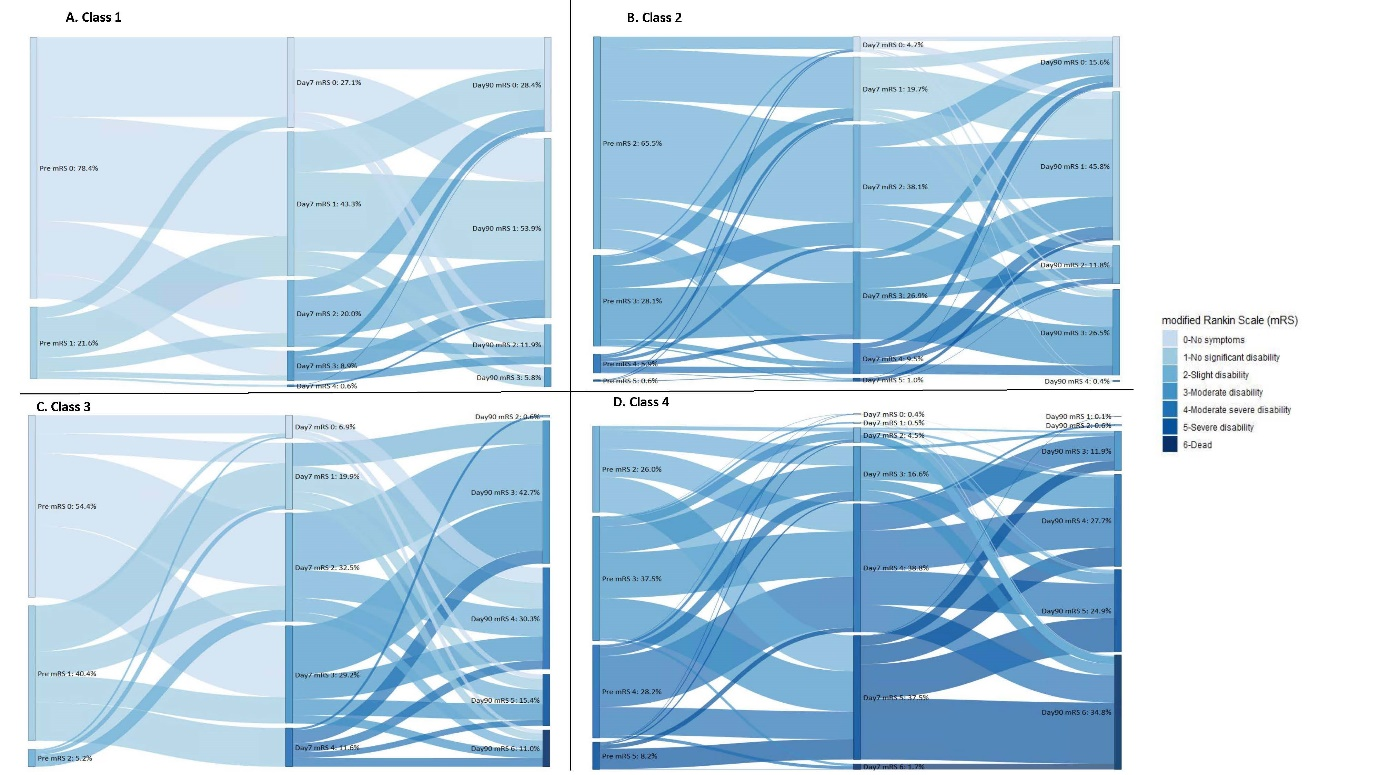 A. Class 1
Pre mRS 0: 78.4%
Pre mRS 1: 21.6%
Day7 mRS 0: 27.1%
Day7 mRS 1: 43.3%
Day7 mRS 2: 20.0%
Day7 mRS 3: 8.9%
Day7 mRS 4: 0.6%
Day90 mRS 0: 28.4%
Day90 mRS 1: 53.9%
Day90 mRS 2: 11.9%
Day90 mRS 3: 5.8%
B. Class 2
Pre mRS 2: 65.5%
Pre mRS 3: 28.1%
Pre mRS 4: 5.9%
Pre mRS 5: 0.6%
Day7 mRS 0: 4.7%
Day7 mRS 1: 19.7%
Day7 mRS 2: 38.1%
Day7 mRS 3: 26.9%
Day7 mRS 4: 9.5%
Day7 mRS 5: 1.0%
Day90 mRS 0: 15.6%
Day90 mRS 1: 45.8%
Day90 mRS 2: 11.8%
Day90 mRS 3: 26.5%
Day90 mRS 4: 0.4%
C. Class 3
Pre mRS 0: 54.4%
Pre mRS 1: 40.4%
Pre mRS 2: 5.2%
Day7 mRS 0: 6.9%
Day7 mRS 1: 19.9%
Day7 mRS 2: 32.5%
Day7 mRS 3: 29.2%
Day7 mRS 4: 11.6%
Day90 mRS 2: 0.6%
Day90 mRS 3: 42.7%
Day90 mRS 4: 30.3%
Day90 mRS 5: 15.4%
Day90 mRS 6: 11.0%
D. Class 4
Pre mRS 2: 26.0%
Pre mRS 3: 37.5%
Pre mRS 4: 28.2%
Pre mRS 5: 8.2%
Day7 mRS 0: 0.4%
Day7 mRS 1: 0.5%
Day7 mRS 2: 4.5%
Day7 mRS 3: 16.6%
Day7 mRS 4: 38.8%
Day7 mRS 5: 37.5%
Day7 mRS 6: 1.7%
Day90 mRS 1: 0.1%
Day90 mRS 2: 0.6%
Day90 mRS 3: 11.9%
Day90 mRS 4: 27.7%
Day90 mRS 5: 24.9%
Day90 mRS 6: 34.8%
modified Rankin Scale (mRS)
0-No symptoms
1-No significant disability
2-Slight disability
3-Moderate disability
4-Moderate severe disability
5-Severe disability
6-Dead